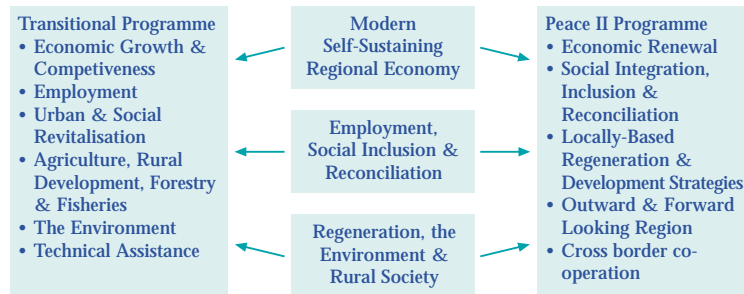 Transitional Programme
• Economic Growth &
Competiveness
• Employment
• Urban & Social
Revitalisation
• Agriculture, Rural
Development, Forestry
& Fisheries
• The Environment
• Technical Assistance
Modern
Self-Sustaining
Regional Economy
Employment,
Social Inclusion &
Reconciliation
Regeneration, the
Environment &
Rural Society
Peace II Programme
• Economic Renewal
• Social Integration,
Inclusion &
Reconciliation
• Locally-Based
Regeneration &
Development Strategies
• Outward & Forward
Looking Region
• Cross border co-
operation